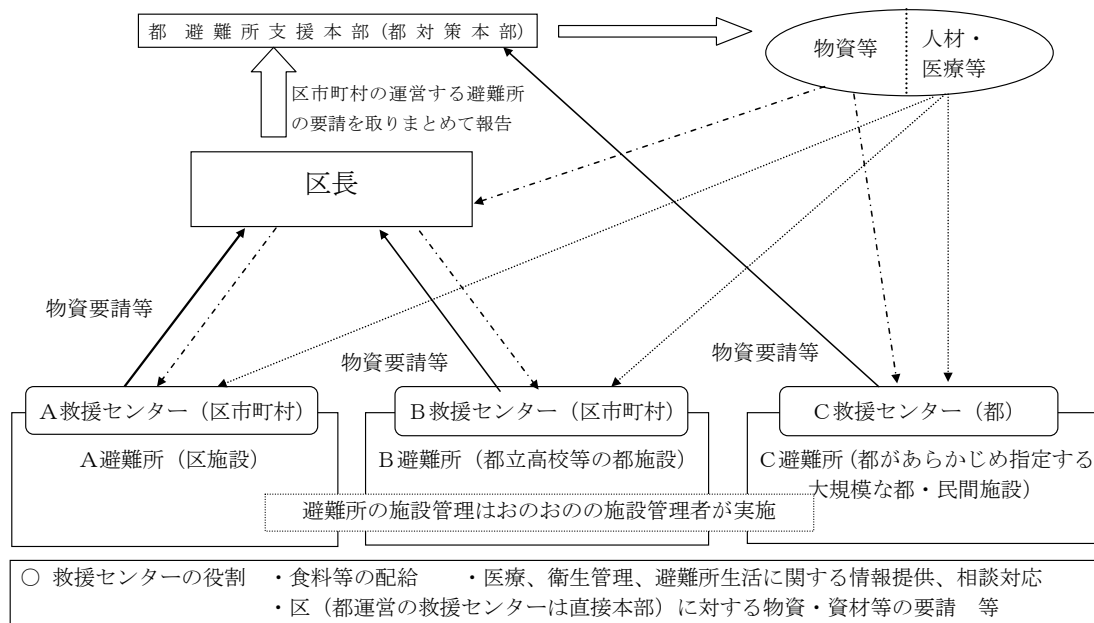 都 避難所支援本部（都対策本部）
物資等
人材・
医療等
区市町村の運営する避難所
の要請を取りまとめて報告
区長
物資要請等
物資要請等
物資要請等
A救援センター（区市町村）
B救援センター（区市町村）
C救援センター（都）
A避難所（区施設）
B避難所（都立高校等の都施設）
C避難所（都があらかじめ指定する
大規模な都・民間施設）
避難所の施設管理はおのおのの施設管理者が実施
○ 救援センターの役割 ・食料等の配給 ・医療、衛生管理、避難所生活に関する情報提供、相談対応
・区（都運営の救援センターは直接本部）に対する物資・資材等の要請 等